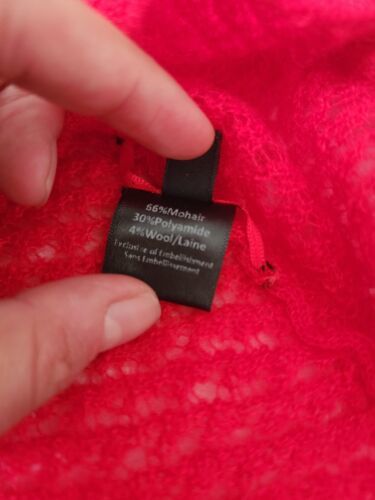 66%Mohair
30%Polyamide
4%Wool/Laine
Exclusive of Embellishment
Sans Embellissement